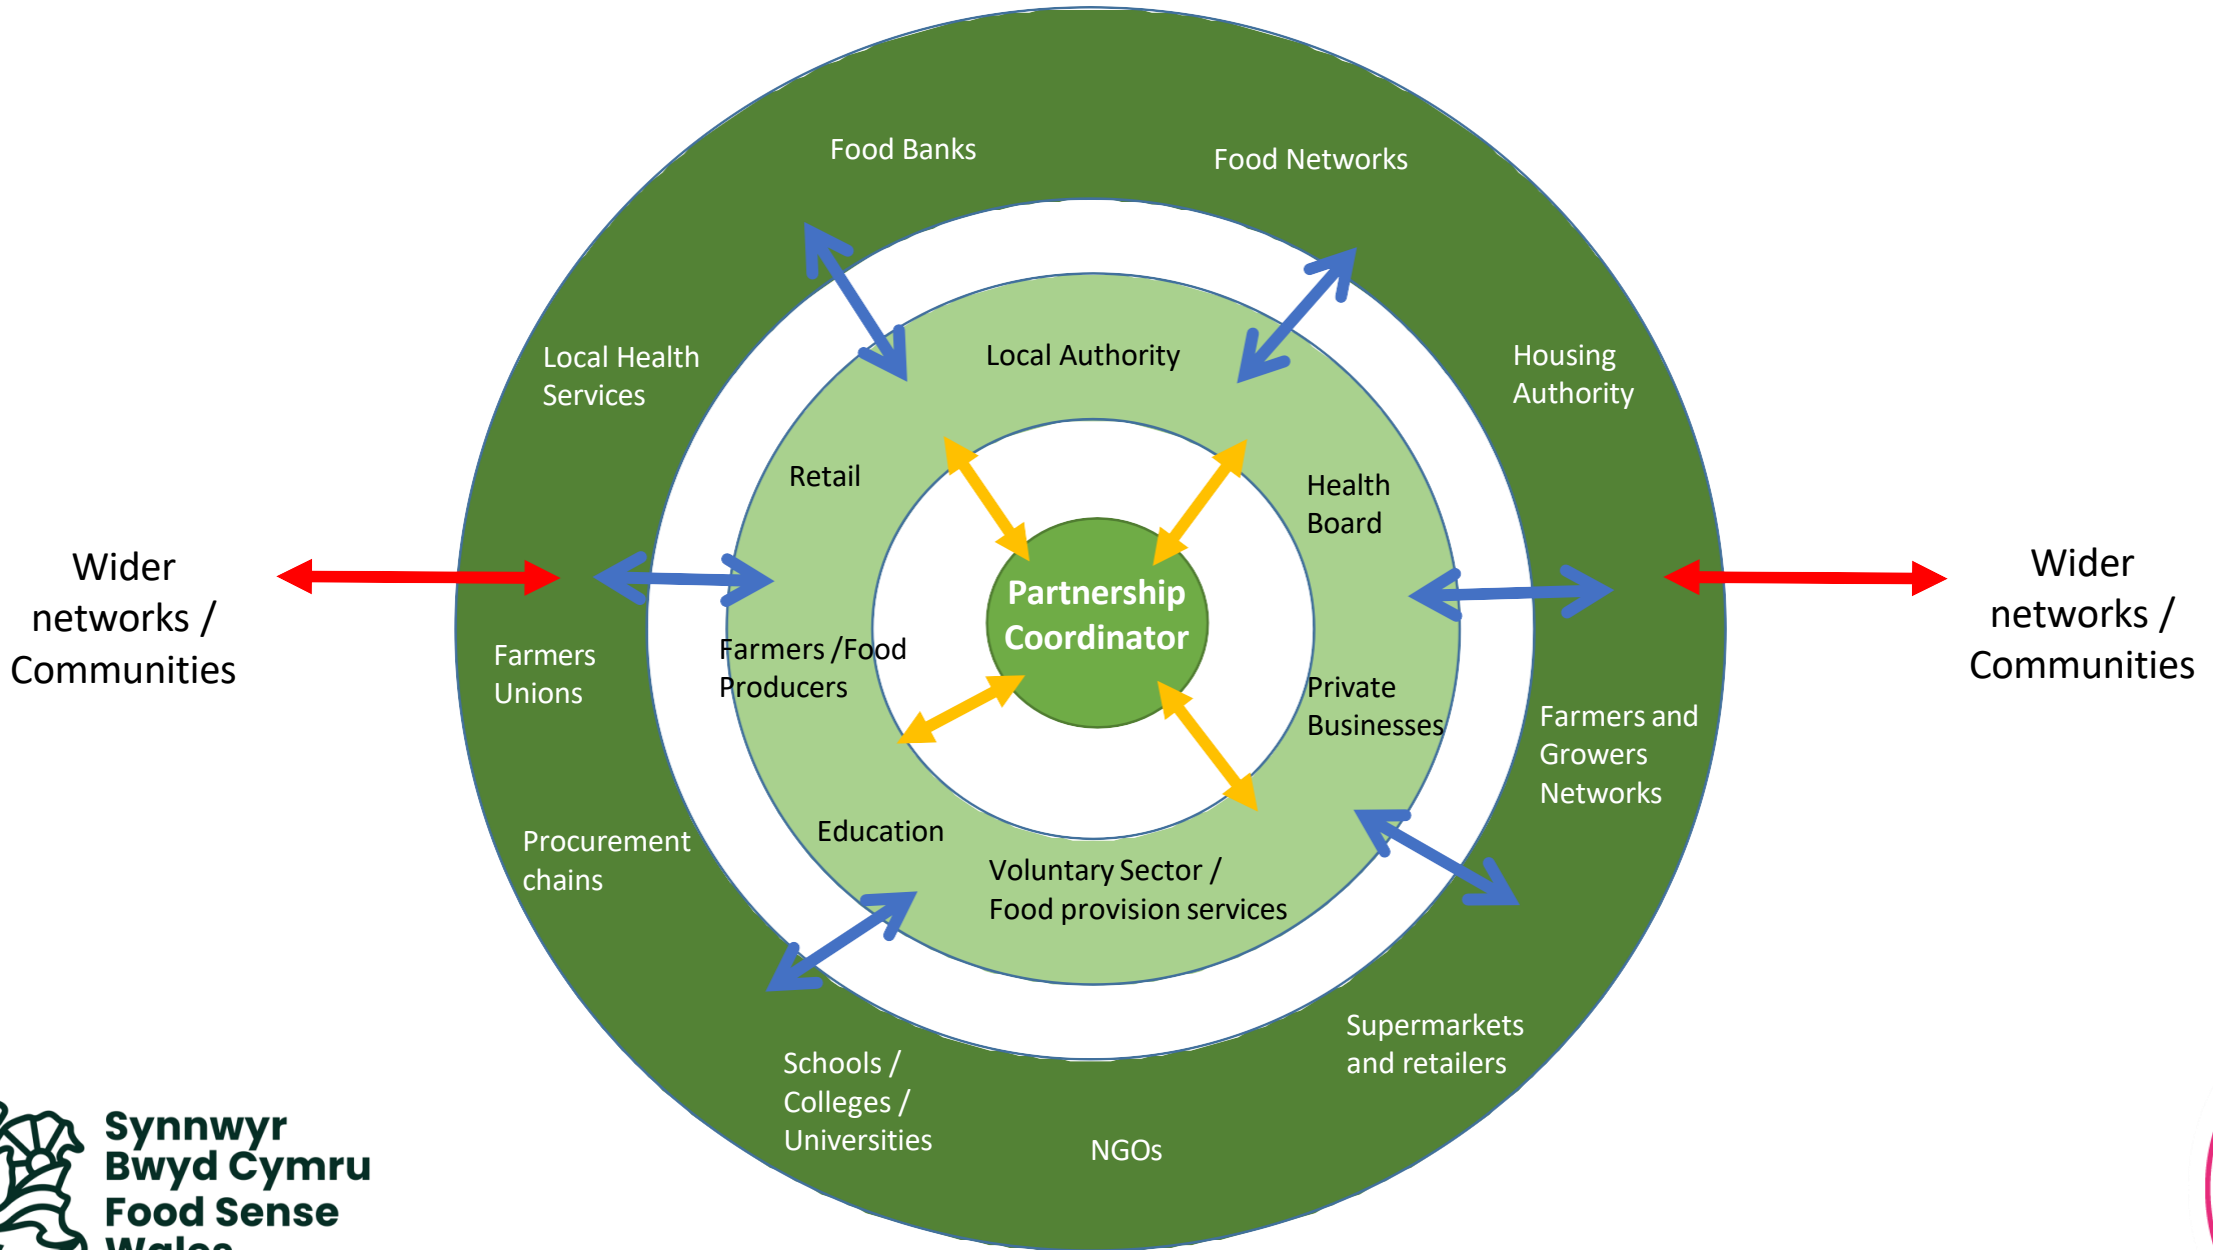 Food Banks
Food Networks
Local Health
Services
Local Authority
Housing
Authority
Retail
Health
Board
Wider
networks /
Communities
Partnership
Coordinator
Wider
networks /
Communities
Farmers
Unions
Farmers /Food
Producers
Private
Businesses
Farmers and
Growers
Networks
Procurement
chains
Education
Voluntary Sector /
Food provision services
Supermarkets
and retailers
Schools /
Colleges /
Universities
NGOs
Synnwyr
Bwyd Cymru
Food Sense
Wales